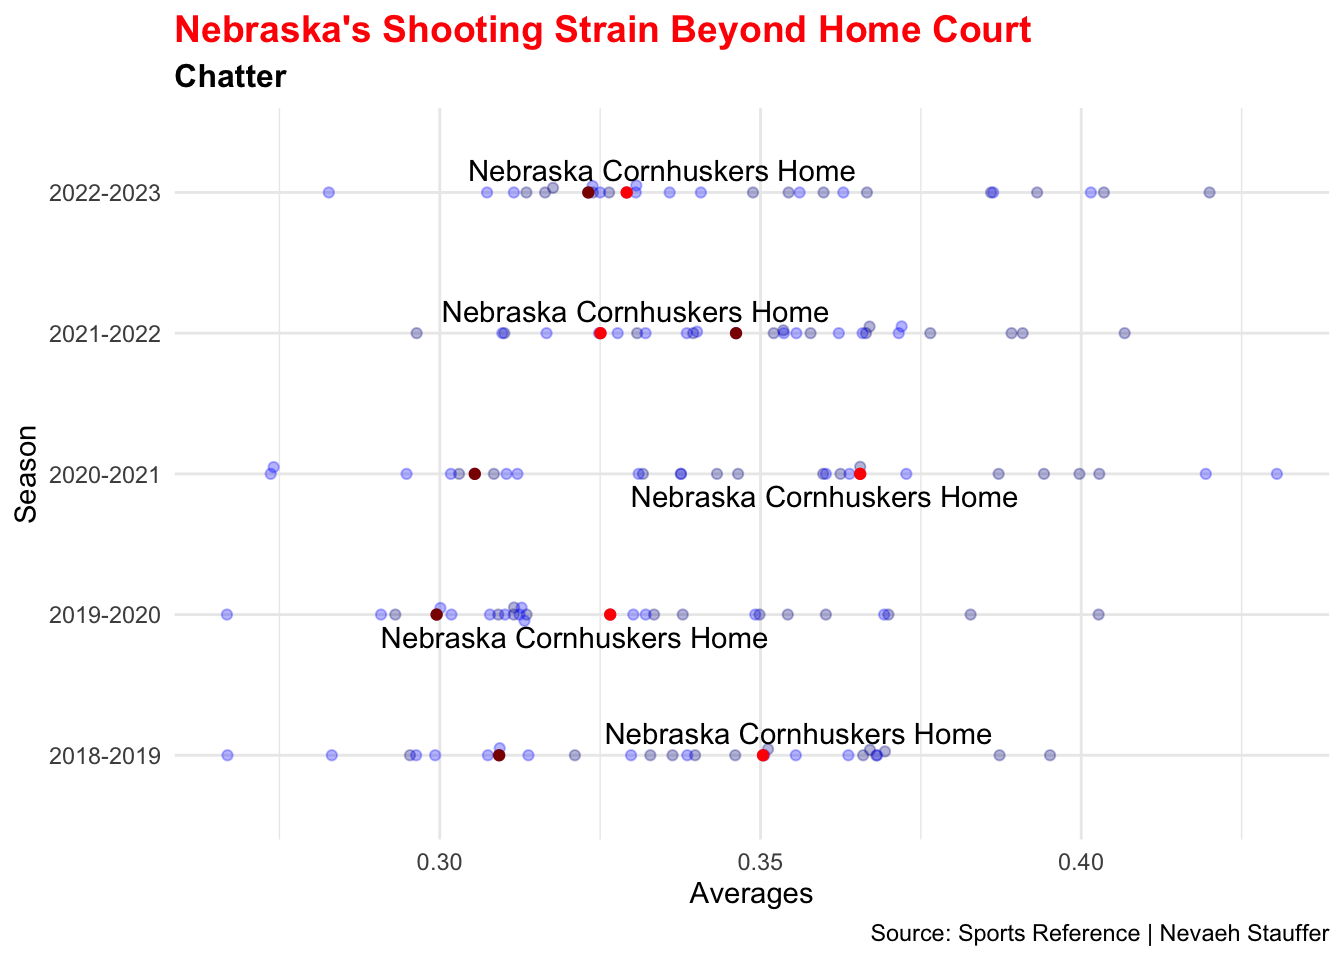 Nebraska's Shooting Strain Beyond Home Court
Chatter
Nebraska Cornhuskers Home
2022-2023
Nebraska Cornhuskers Home
2021-2022
2020-2021
Nebraska Cornhuskers Home
2019-2020
Nebraska Cornhuskers Home
Nebraska Cornhuskers Home
2018-2019
Season
0.30 0.35 0.40
Averages
Source: Sports Reference | Nevaeh Stauffer